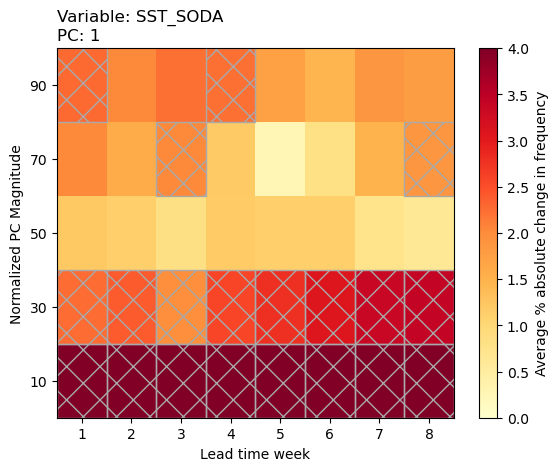 Variable: SST_SODA
PC: 1
Normalized PC Magnitude
90
70
50
30
10
1 2 3 4 5 6 7 8
Lead time week
4.0
3.5
3.0
2.5
2.0
1.5
1.0
0.5
0.0
Average % absolute change in frequency